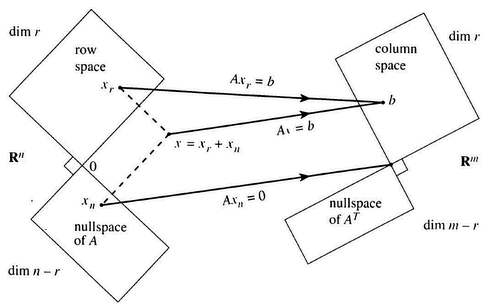 dim r
row
space
x_r
Ax_r = b
column
space
dim r
b
x = x_r + x_n
Ax = b
R^n
0
R^m
x_n
Ax_n = 0
nullspace
of A
nullspace
of A^T
dim n – r
dim m – r